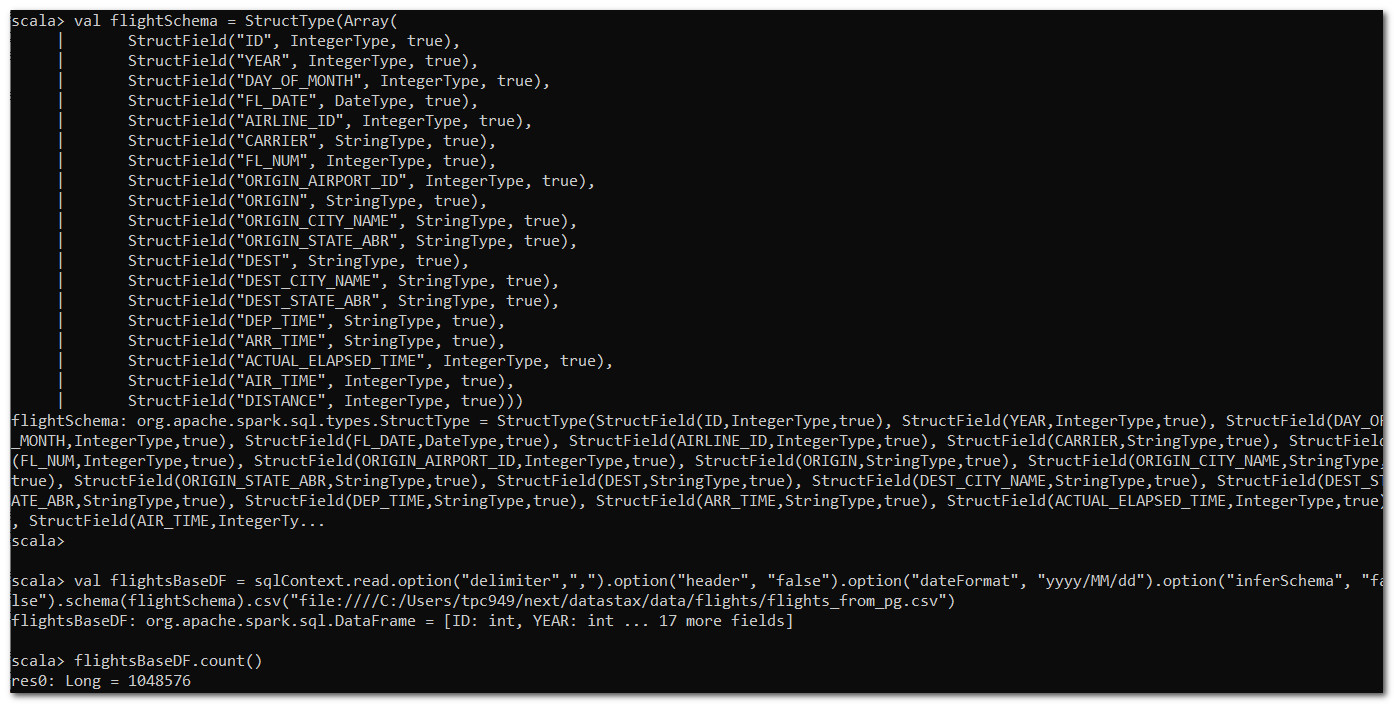 scala> val flightSchema = StructType(Array(
     |       StructField("ID", IntegerType, true),
     |       StructField("YEAR", IntegerType, true),
     |       StructField("DAY_OF_MONTH", IntegerType, true),
     |       StructField("FL_DATE", DateType, true),
     |       StructField("AIRLINE_ID", IntegerType, true),
     |       StructField("CARRIER", StringType, true),
     |       StructField("FL_NUM", IntegerType, true),
     |       StructField("ORIGIN_AIRPORT_ID", IntegerType, true),
     |       StructField("ORIGIN", StringType, true),
     |       StructField("ORIGIN_CITY_NAME", StringType, true),
     |       StructField("ORIGIN_STATE_ABR", StringType, true),
     |       StructField("DEST", StringType, true),
     |       StructField("DEST_CITY_NAME", StringType, true),
     |       StructField("DEST_STATE_ABR", StringType, true),
     |       StructField("DEP_TIME", StringType, true),
     |       StructField("ARR_TIME", StringType, true),
     |       StructField("ACTUAL_ELAPSED_TIME", IntegerType, true),
     |       StructField("AIR_TIME", IntegerType, true),
     |       StructField("DISTANCE", IntegerType, true)))
flightSchema: org.apache.spark.sql.types.StructType = StructType(StructField(ID,IntegerType,true), StructField(YEAR,IntegerType,true), StructField(DAY_OF
_MONTH,IntegerType,true), StructField(FL_DATE,DateType,true), StructField(AIRLINE_ID,IntegerType,true), StructField(CARRIER,StringType,true), StructField
(FL_NUM,IntegerType,true), StructField(ORIGIN_AIRPORT_ID,IntegerType,true), StructField(ORIGIN,StringType,true), StructField(ORIGIN_CITY_NAME,StringType,
true), StructField(ORIGIN_STATE_ABR,StringType,true), StructField(DEST,StringType,true), StructField(DEST_CITY_NAME,StringType,true), StructField(DEST_ST
ATE_ABR,StringType,true), StructField(DEP_TIME,StringType,true), StructField(ARR_TIME,StringType,true), StructField(ACTUAL_ELAPSED_TIME,IntegerType,true)
, StructField(AIR_TIME,IntegerTy...
scala>
scala> val flightsBaseDF = sqlContext.read.option("delimiter",",").option("header", "false").option("dateFormat", "yyyy/MM/dd").option("inferSchema", "fa
lse").schema(flightSchema).csv("file:////C:/Users/tpc949/next/datastax/data/flights/flights_from_pg.csv")
flightsBaseDF: org.apache.spark.sql.DataFrame = [ID: int, YEAR: int ... 17 more fields]
scala> flightsBaseDF.count()
res0: Long = 1048576